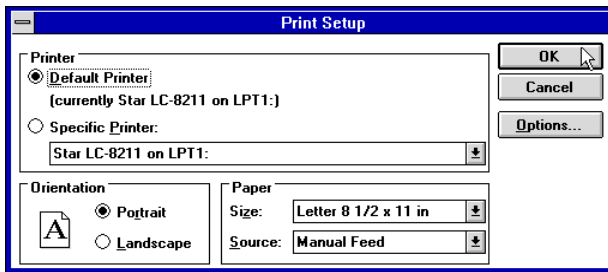 Print Setup
Printer
Default Printer
(currently Star LC-8211 on LPT1:)
Specific Printer:
Star LC-8211 on LPT1:
OK
Cancel
Options...
Orientation
A
Portrait
Landscape
Paper
Size: Letter 8 1/2 x 11 in
Source: Manual Feed